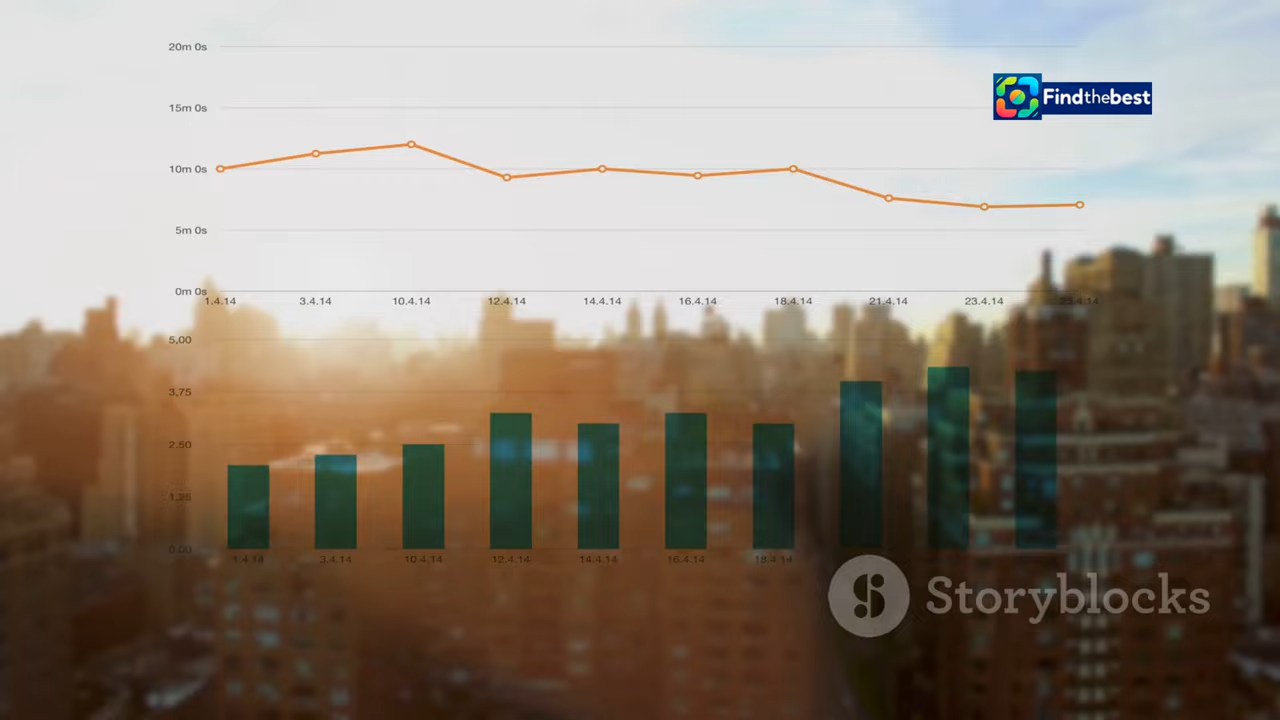 20m 0s
15m 0s
Findthebest
10m 0s
5m 0s
0m 0s
1.4.14 3.4.14 10.4.14 12.4.14 14.4.14 16.4.14 18.4.14 21.4.14 23.4.14 23.4.14
5,00
3,75
2.50
1.25
0.00
1.4.14 3.4.14 10.4.14 12.4.14 14.4.14 16.4.14 18.4.14
Storyblocks